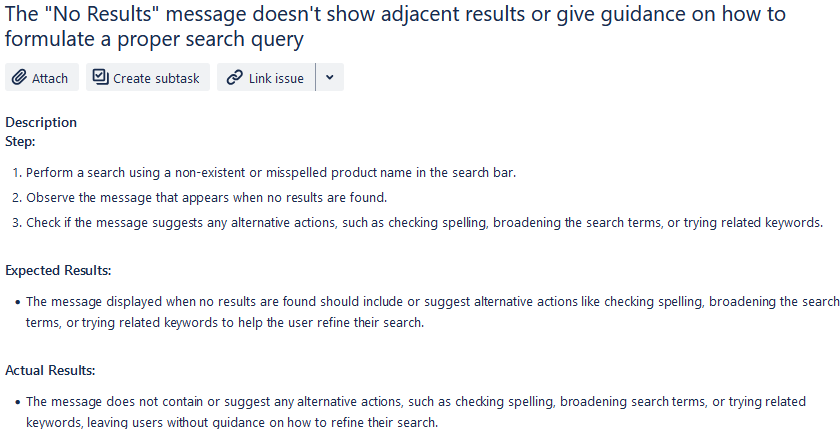 The "No Results" message doesn't show adjacent results or give guidance on how to
formulate a proper search query
Attach
Create subtask
Link issue
Description
Step:
1. Perform a search using a non-existent or misspelled product name in the search bar.
2. Observe the message that appears when no results are found.
3. Check if the message suggests any alternative actions, such as checking spelling, broadening the search terms, or trying related keywords.
Expected Results:
• The message displayed when no results are found should include or suggest alternative actions like checking spelling, broadening the search
terms, or trying related keywords to help the user refine their search.
Actual Results:
• The message does not contain or suggest any alternative actions, such as checking spelling, broadening search terms, or trying related
keywords, leaving users without guidance on how to refine their search.